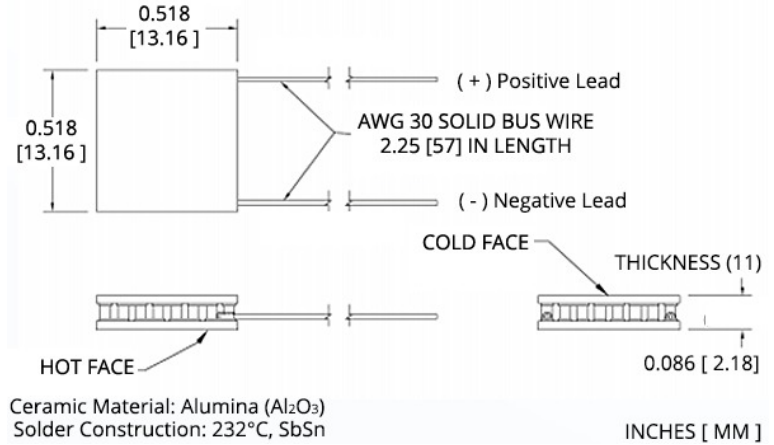 0.518
[13.16 ]
( + ) Positive Lead
0.518
[13.16 ]
AWG 30 SOLID BUS WIRE
2.25 [57] IN LENGTH
( - ) Negative Lead
COLD FACE
THICKNESS (11)
HOT FACE
0.086 [ 2.18]
Ceramic Material: Alumina (Al₂O₃)
Solder Construction: 232°C, SbSn
INCHES [ MM ]